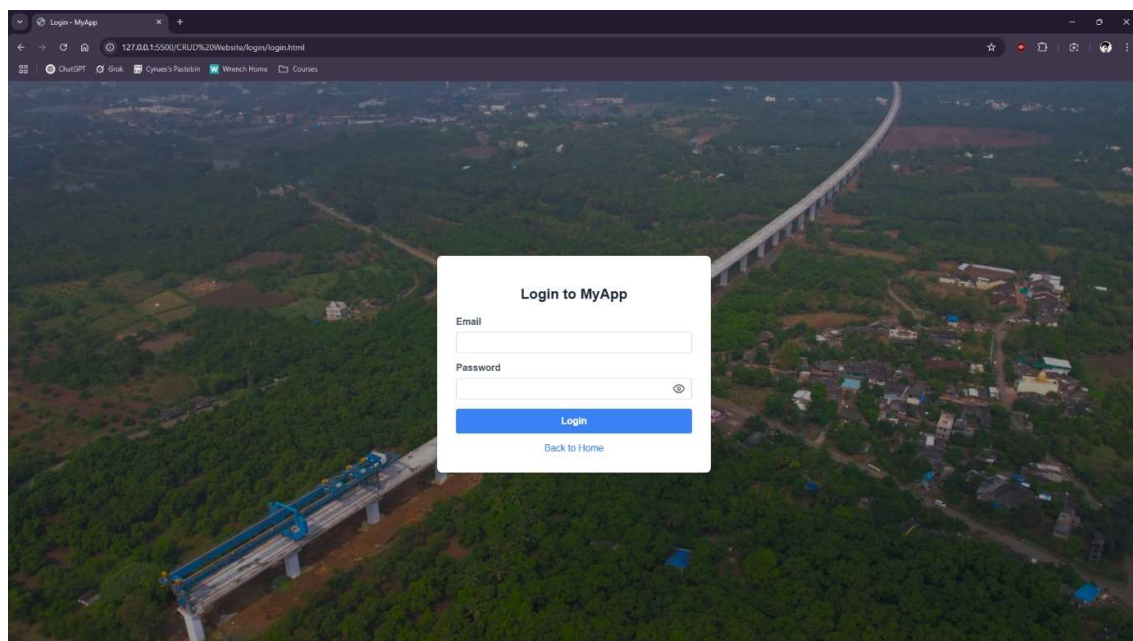 Login - MyApp
127.0.0.1:5500/CRUD%20Website/login/login.html
ChatGPT Grok Cyruex's Pastebin Wrench Home Courses
Login to MyApp
Email
Password
Login
Back to Home